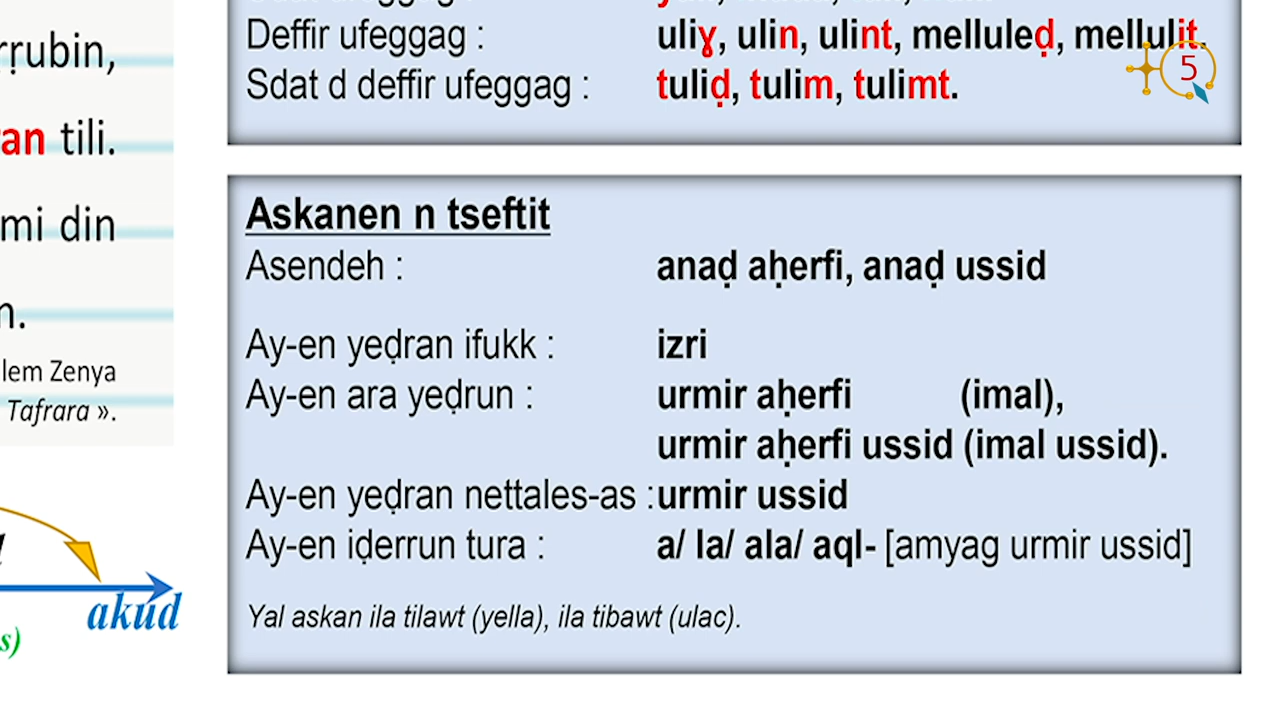 Deffir ufeggag :	uliɣ, ulin, ulint, melluleḍ, mellulit.
Sdat d deffir ufeggag :	tuliḍ, tulim, tulimt.
5
rṛubin,
an tili.
mi din
n.
lem Zenya
Tafrara ».
akud
s)
Askanen n tseftit
Asendeh :	anaḍ aḥerfi, anaḍ ussid
Ay-en yeḍran ifukk :	izri
Ay-en ara yeḍrun :	urmir aḥerfi	(imal),
urmir aḥerfi ussid (imal ussid).
Ay-en yeḍran nettales-as :urmir ussid
Ay-en iḍerrun tura :	a/ la/ ala/ aql- [amyag urmir ussid]
Yal askan ila tilawt (yella), ila tibawt (ulac).